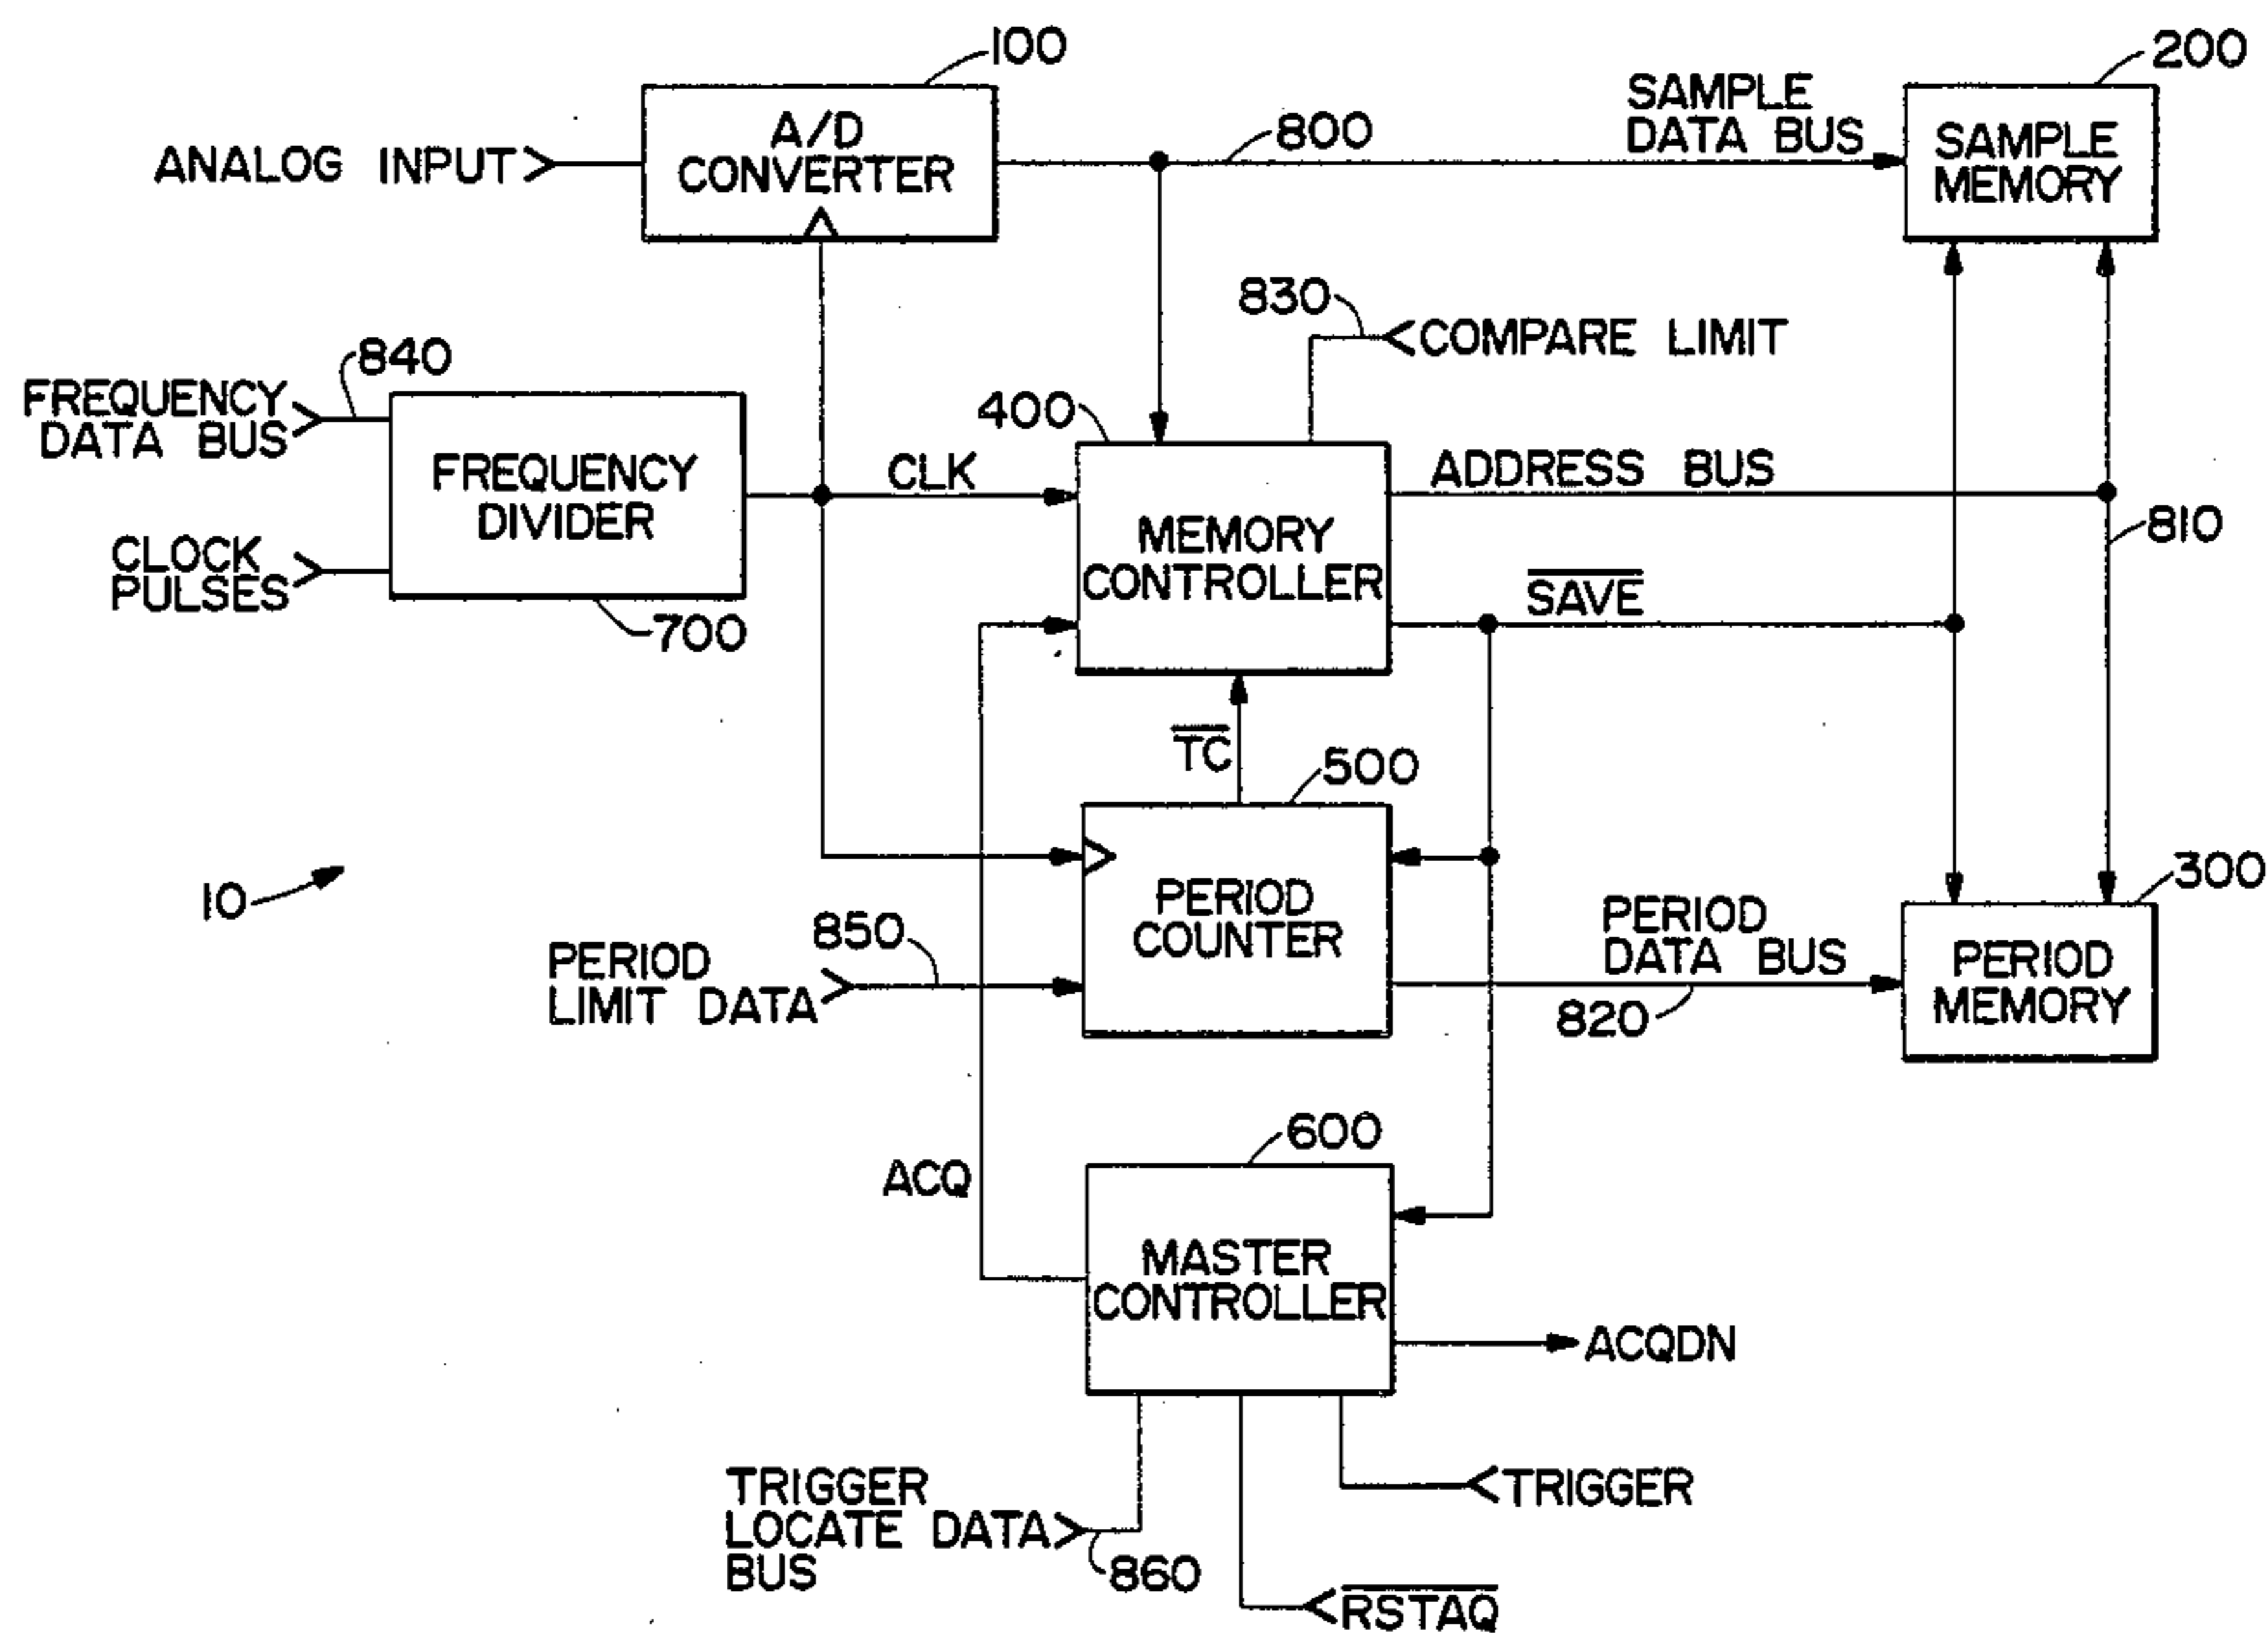 100
200
A/D
CONVERTER
ANALOG INPUT
800
SAMPLE
DATA BUS
SAMPLE
MEMORY
830
COMPARE LIMIT
840
FREQUENCY
DATA BUS
FREQUENCY
DIVIDER
CLOCK
PULSES
700
CLK
400
MEMORY
CONTROLLER
ADDRESS BUS
810
SAVE
TC
500
PERIOD
COUNTER
10
850
PERIOD
LIMIT DATA
PERIOD
DATA BUS
820
300
PERIOD
MEMORY
600
ACQ
MASTER
CONTROLLER
ACQDN
TRIGGER
LOCATE DATA
BUS
860
TRIGGER
RSTAQ